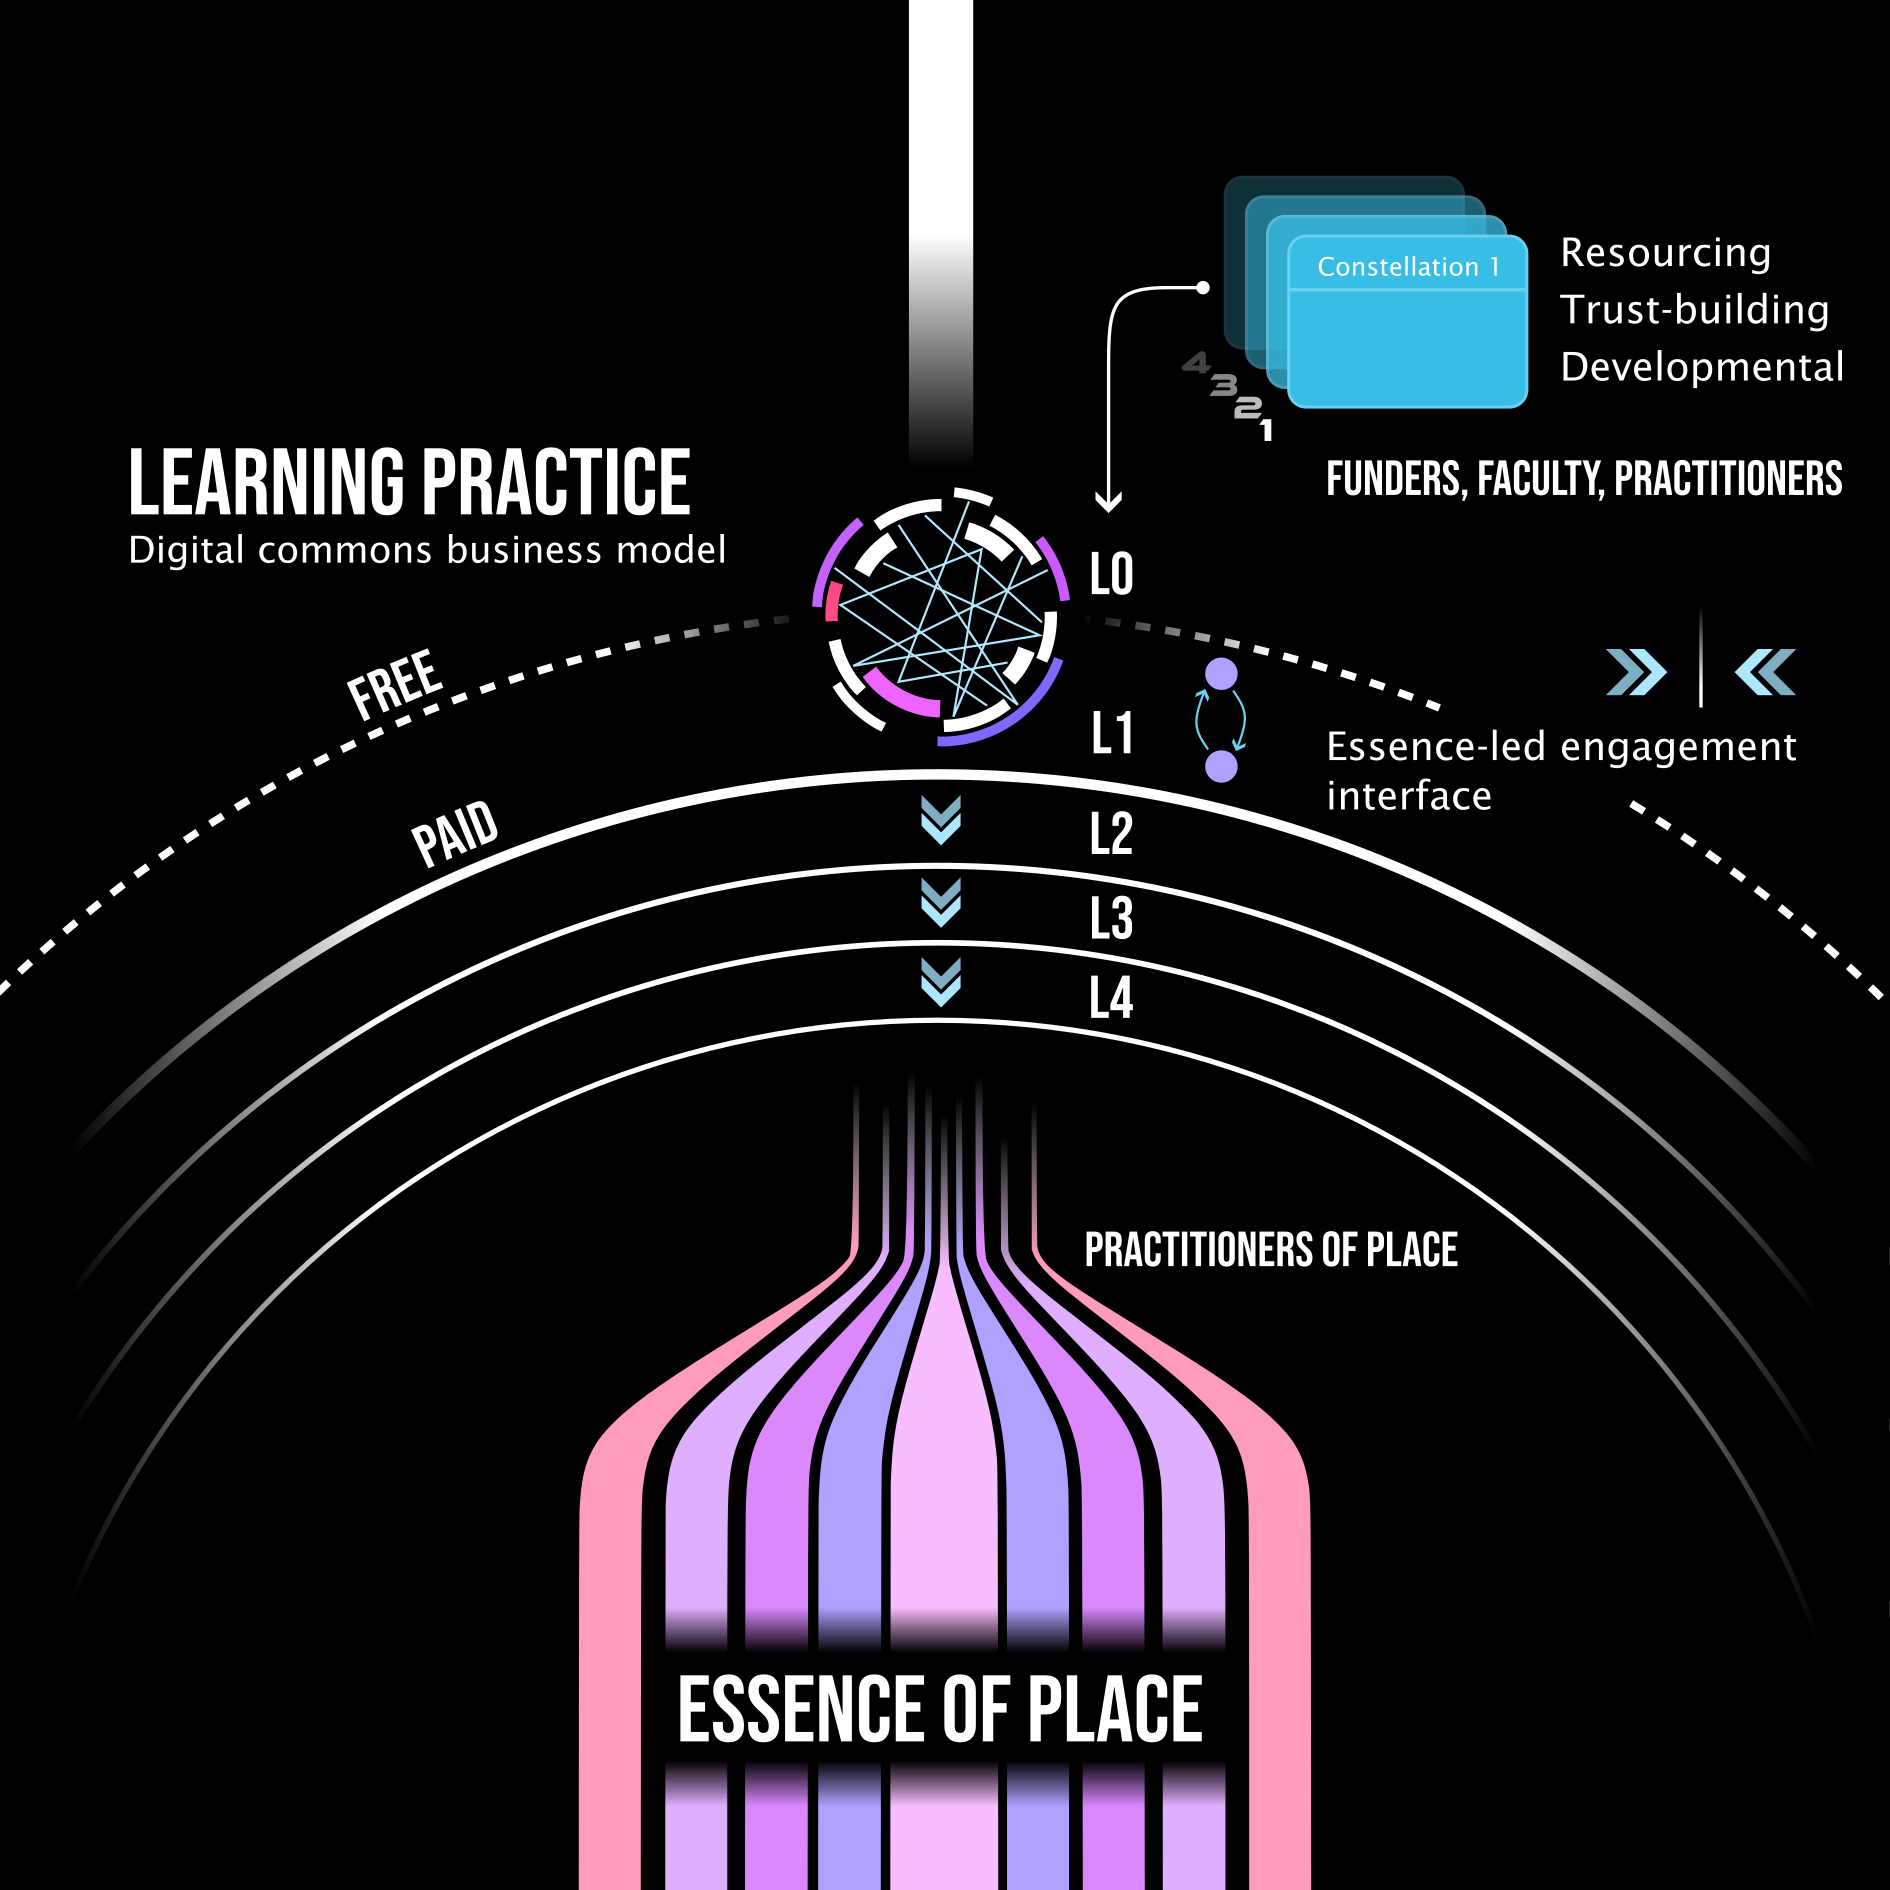 Constellation 1
Resourcing
Trust-building
Developmental
4
3
2
1
FUNDERS, FACULTY, PRACTITIONERS
LEARNING PRACTICE
Digital commons business model
L0
FREE
L1
Essence-led engagement
interface
PAID
L2
L3
L4
PRACTITIONERS OF PLACE
ESSENCE OF PLACE